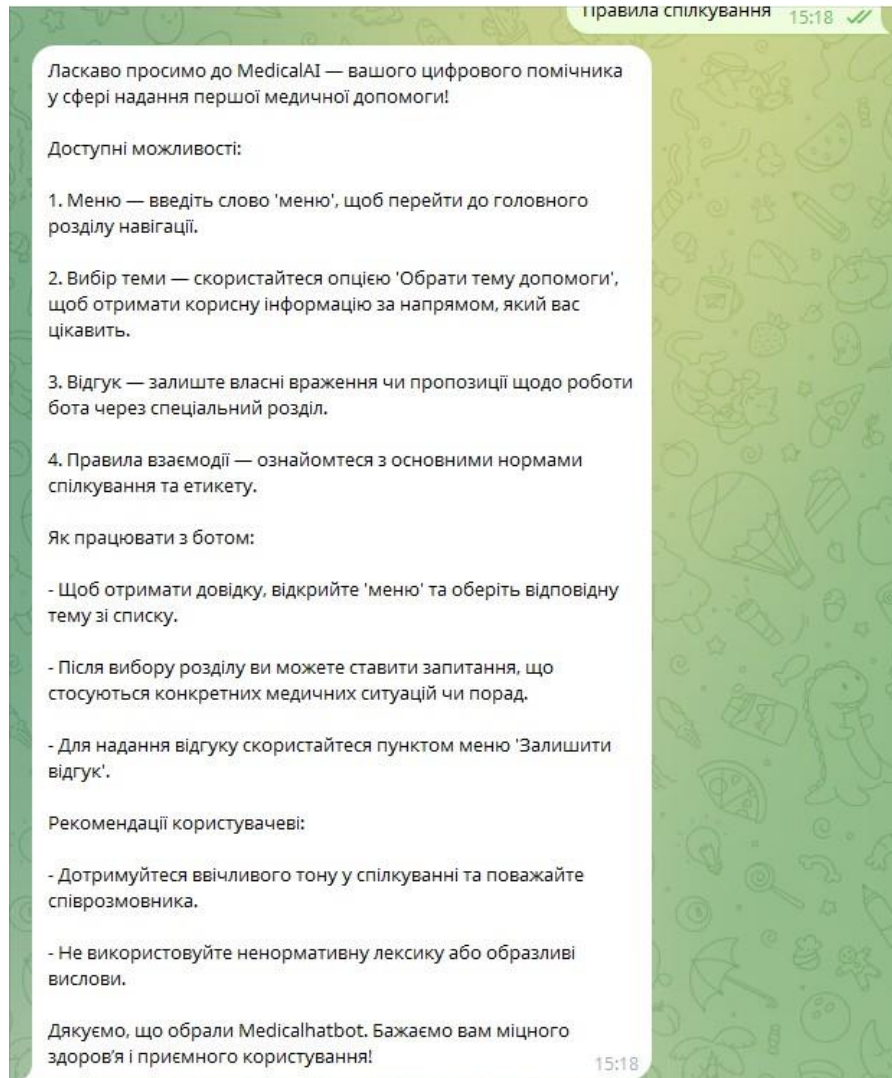 Правила спілкування 15:18
Ласкаво просимо до MedicalAI — вашого цифрового помічника
у сфері надання першої медичної допомоги!
Доступні можливості:
1. Меню — введіть слово 'меню', щоб перейти до головного
розділу навігації.
2. Вибір теми — скористайтеся опцією 'Обрати тему допомоги',
щоб отримати корисну інформацію за напрямом, який вас
цікавить.
3. Відгук — залиште власні враження чи пропозиції щодо роботи
бота через спеціальний розділ.
4. Правила взаємодії — ознайомтеся з основними нормами
спілкування та етикету.
Як працювати з ботом:
- Щоб отримати довідку, відкрийте 'меню' та оберіть відповідну
тему зі списку.
- Після вибору розділу ви можете ставити запитання, що
стосуються конкретних медичних ситуацій чи порад.
- Для надання відгуку скористайтеся пунктом меню 'Залишити
відгук'.
Рекомендації користувачеві:
- Дотримуйтеся ввічливого тону у спілкуванні та поважайте
співрозмовника.
- Не використовуйте ненормативну лексику або образливі
вислови.
Дякуємо, що обрали Medicalhatbot. Бажаємо вам міцного
здоров'я і приємного користування!
15:18